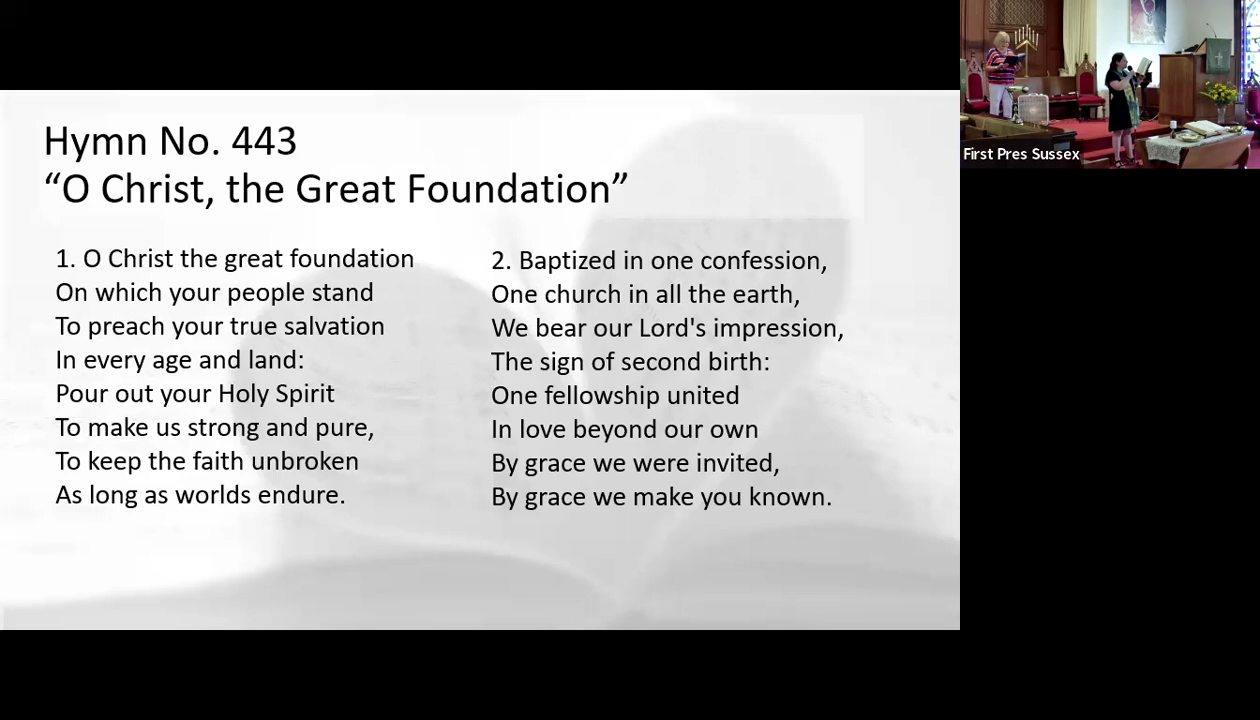 Hymn No. 443
“O Christ, the Great Foundation”
1. O Christ the great foundation
On which your people stand
To preach your true salvation
In every age and land:
Pour out your Holy Spirit
To make us strong and pure,
To keep the faith unbroken
As long as worlds endure.
2. Baptized in one confession,
One church in all the earth,
We bear our Lord's impression,
The sign of second birth:
One fellowship united
In love beyond our own
By grace we were invited,
By grace we make you known.
First Pres Sussex